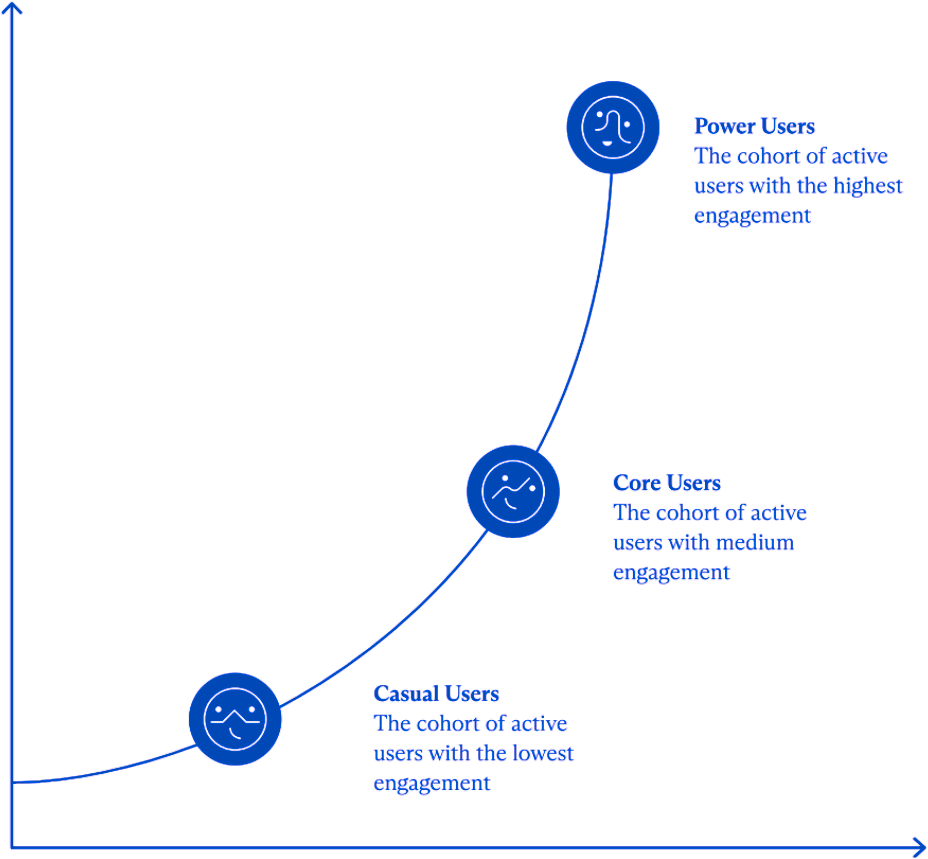 Power Users
The cohort of active
users with the highest
engagement
Core Users
The cohort of active
users with medium
engagement
Casual Users
The cohort of active
users with the lowest
engagement